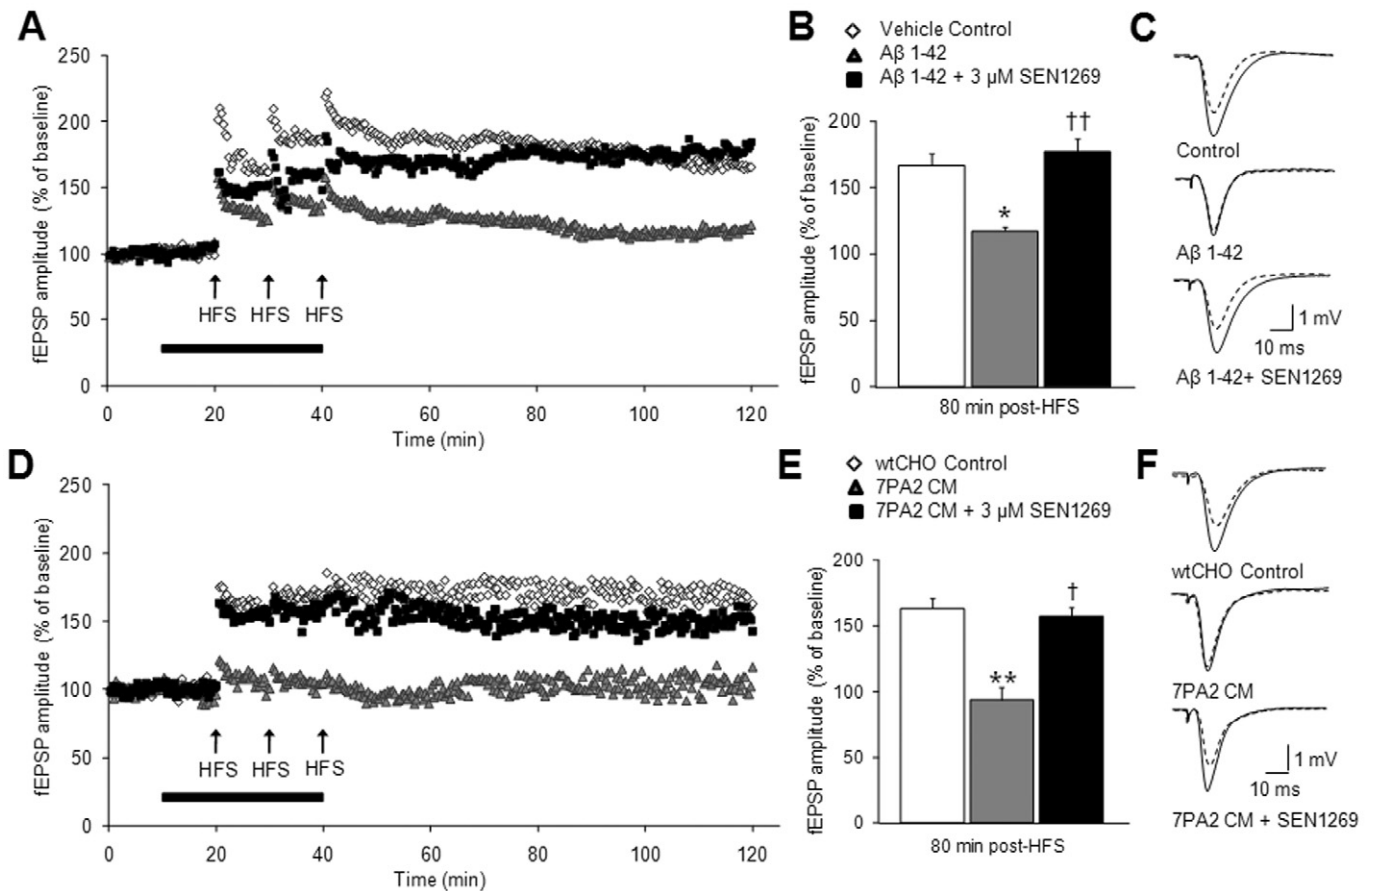 A
250
200
150
100
50
0
fEPSP amplitude (% of baseline)
HFS HFS HFS
0 20 40 60 80 100 120
Time (min)
B
Vehicle Control
Aβ 1-42
Aβ 1-42 + 3 µM SEN1269
200
150
100
50
0
fEPSP amplitude (% of baseline)
*
††
80 min post-HFS
C
Control
Aβ 1-42
1 mV
10 ms
Aβ 1-42+ SEN1269
D
250
200
150
100
50
0
fEPSP amplitude (% of baseline)
HFS HFS HFS
0 20 40 60 80 100 120
Time (min)
E
wtCHO Control
7PA2 CM
7PA2 CM + 3 µM SEN1269
200
150
100
50
0
fEPSP amplitude (% of baseline)
**
†
80 min post-HFS
F
wtCHO Control
7PA2 CM
1 mV
10 ms
7PA2 CM + SEN1269